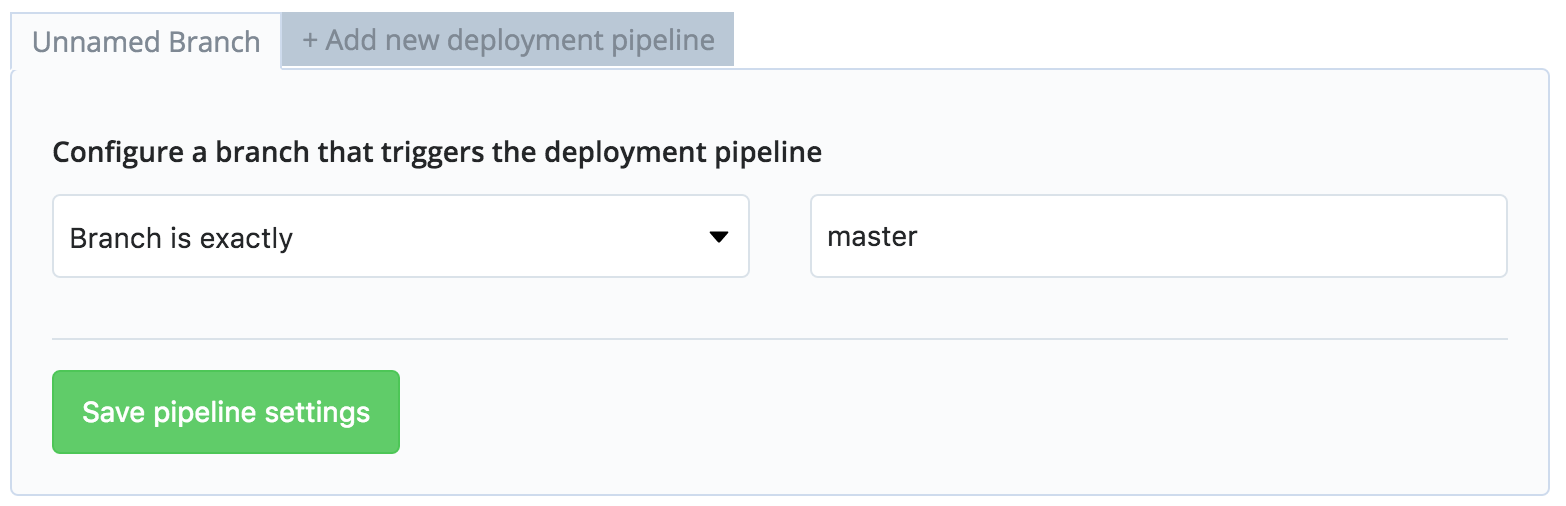 Unnamed Branch
+ Add new deployment pipeline
Configure a branch that triggers the deployment pipeline
Branch is exactly
master
Save pipeline settings